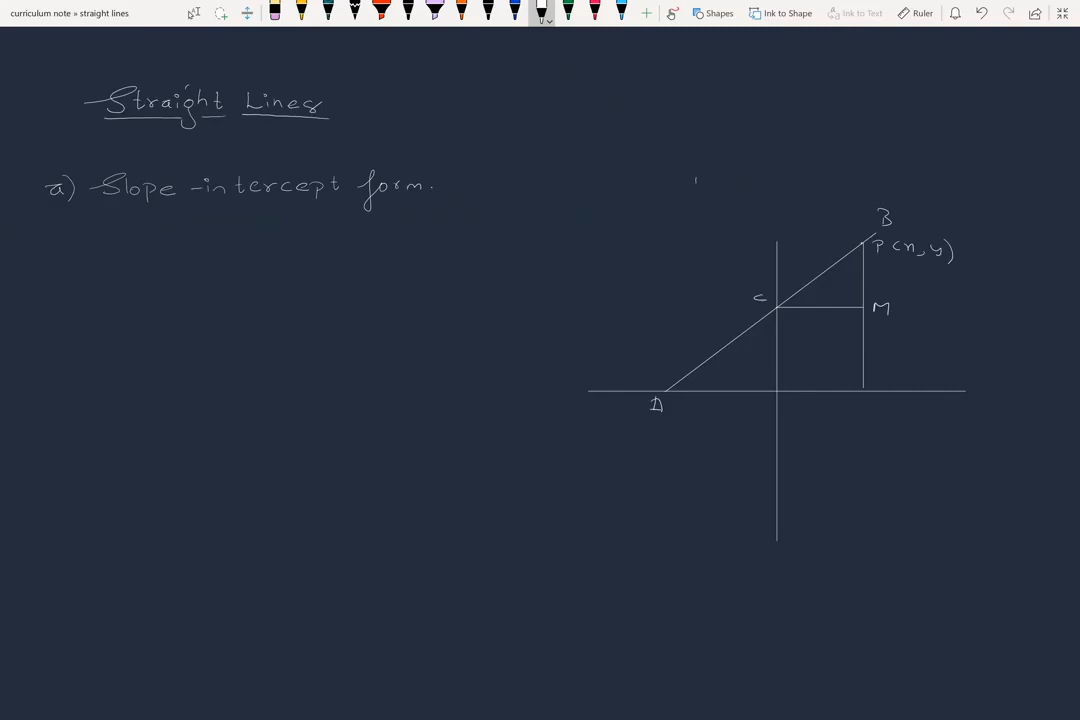 curriculum note » straight lines
Shapes
Ink to Shape
Ink to Text
Ruler
Straight Lines
a) Slope-intercept form.
B
P(x, y)
C
M
D